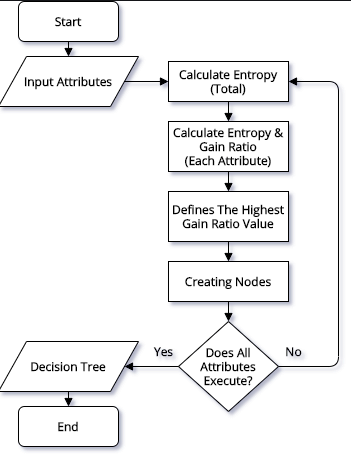 Start
Input Attributes
Calculate Entropy
(Total)
Calculate Entropy &
Gain Ratio
(Each Attribute)
Defines The Highest
Gain Ratio Value
Creating Nodes
Does All
Attributes
Execute?
Yes
No
Decision Tree
End